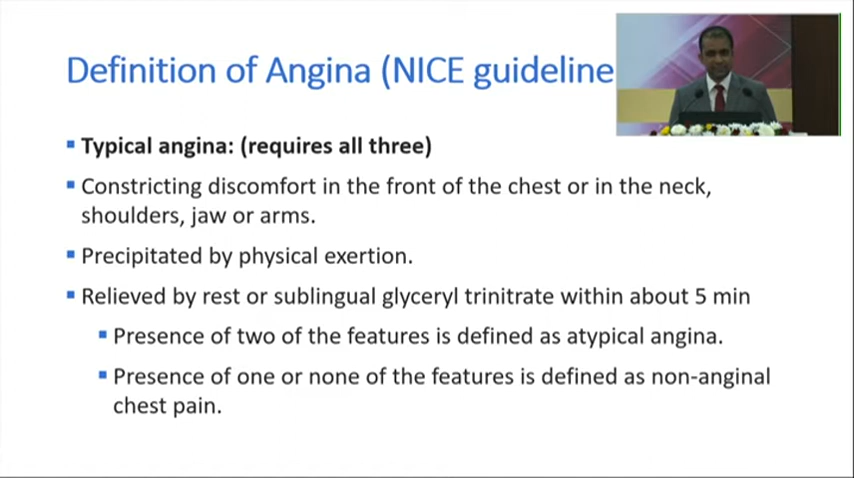 Definition of Angina (NICE guideline
▪ Typical angina: (requires all three)
▪ Constricting discomfort in the front of the chest or in the neck,
shoulders, jaw or arms.
▪ Precipitated by physical exertion.
▪ Relieved by rest or sublingual glyceryl trinitrate within about 5 min
▪ Presence of two of the features is defined as atypical angina.
▪ Presence of one or none of the features is defined as non-anginal
chest pain.